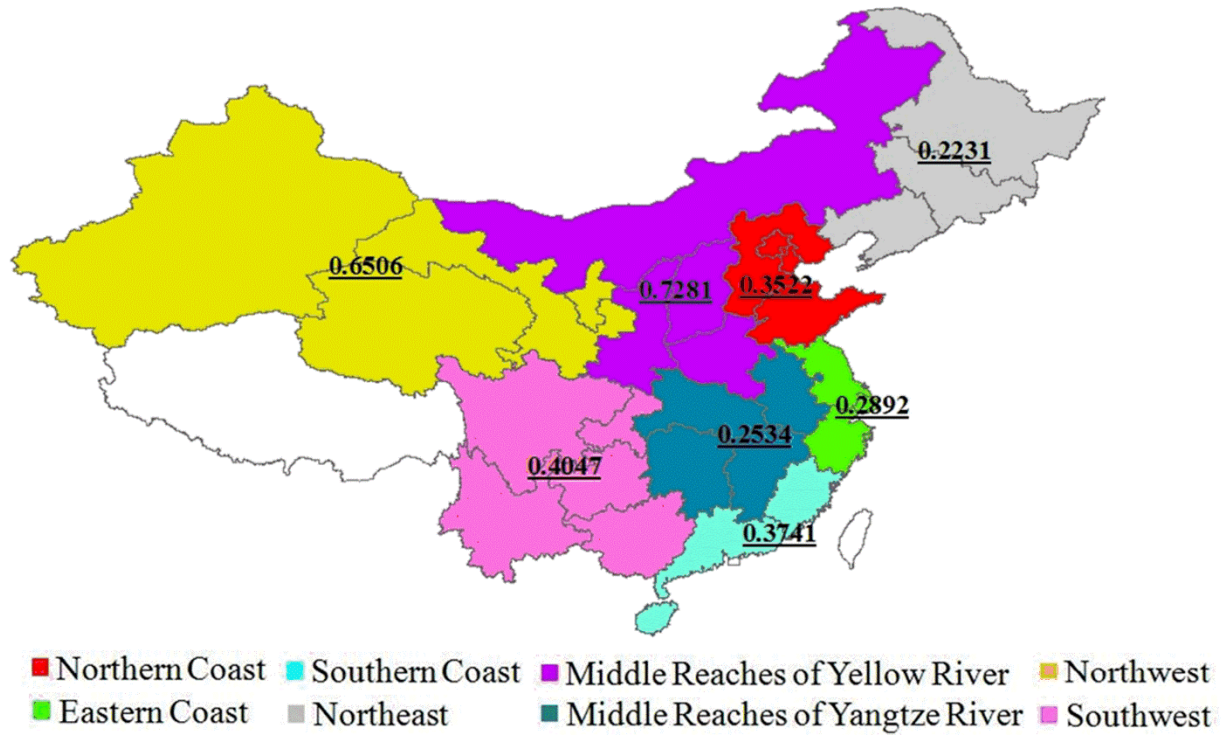 0.2231
0.6506
0.7281
0.3522
0.2892
0.2534
0.4047
0.3741
Northern Coast
Southern Coast
Middle Reaches of Yellow River
Northwest
Eastern Coast
Northeast
Middle Reaches of Yangtze River
Southwest